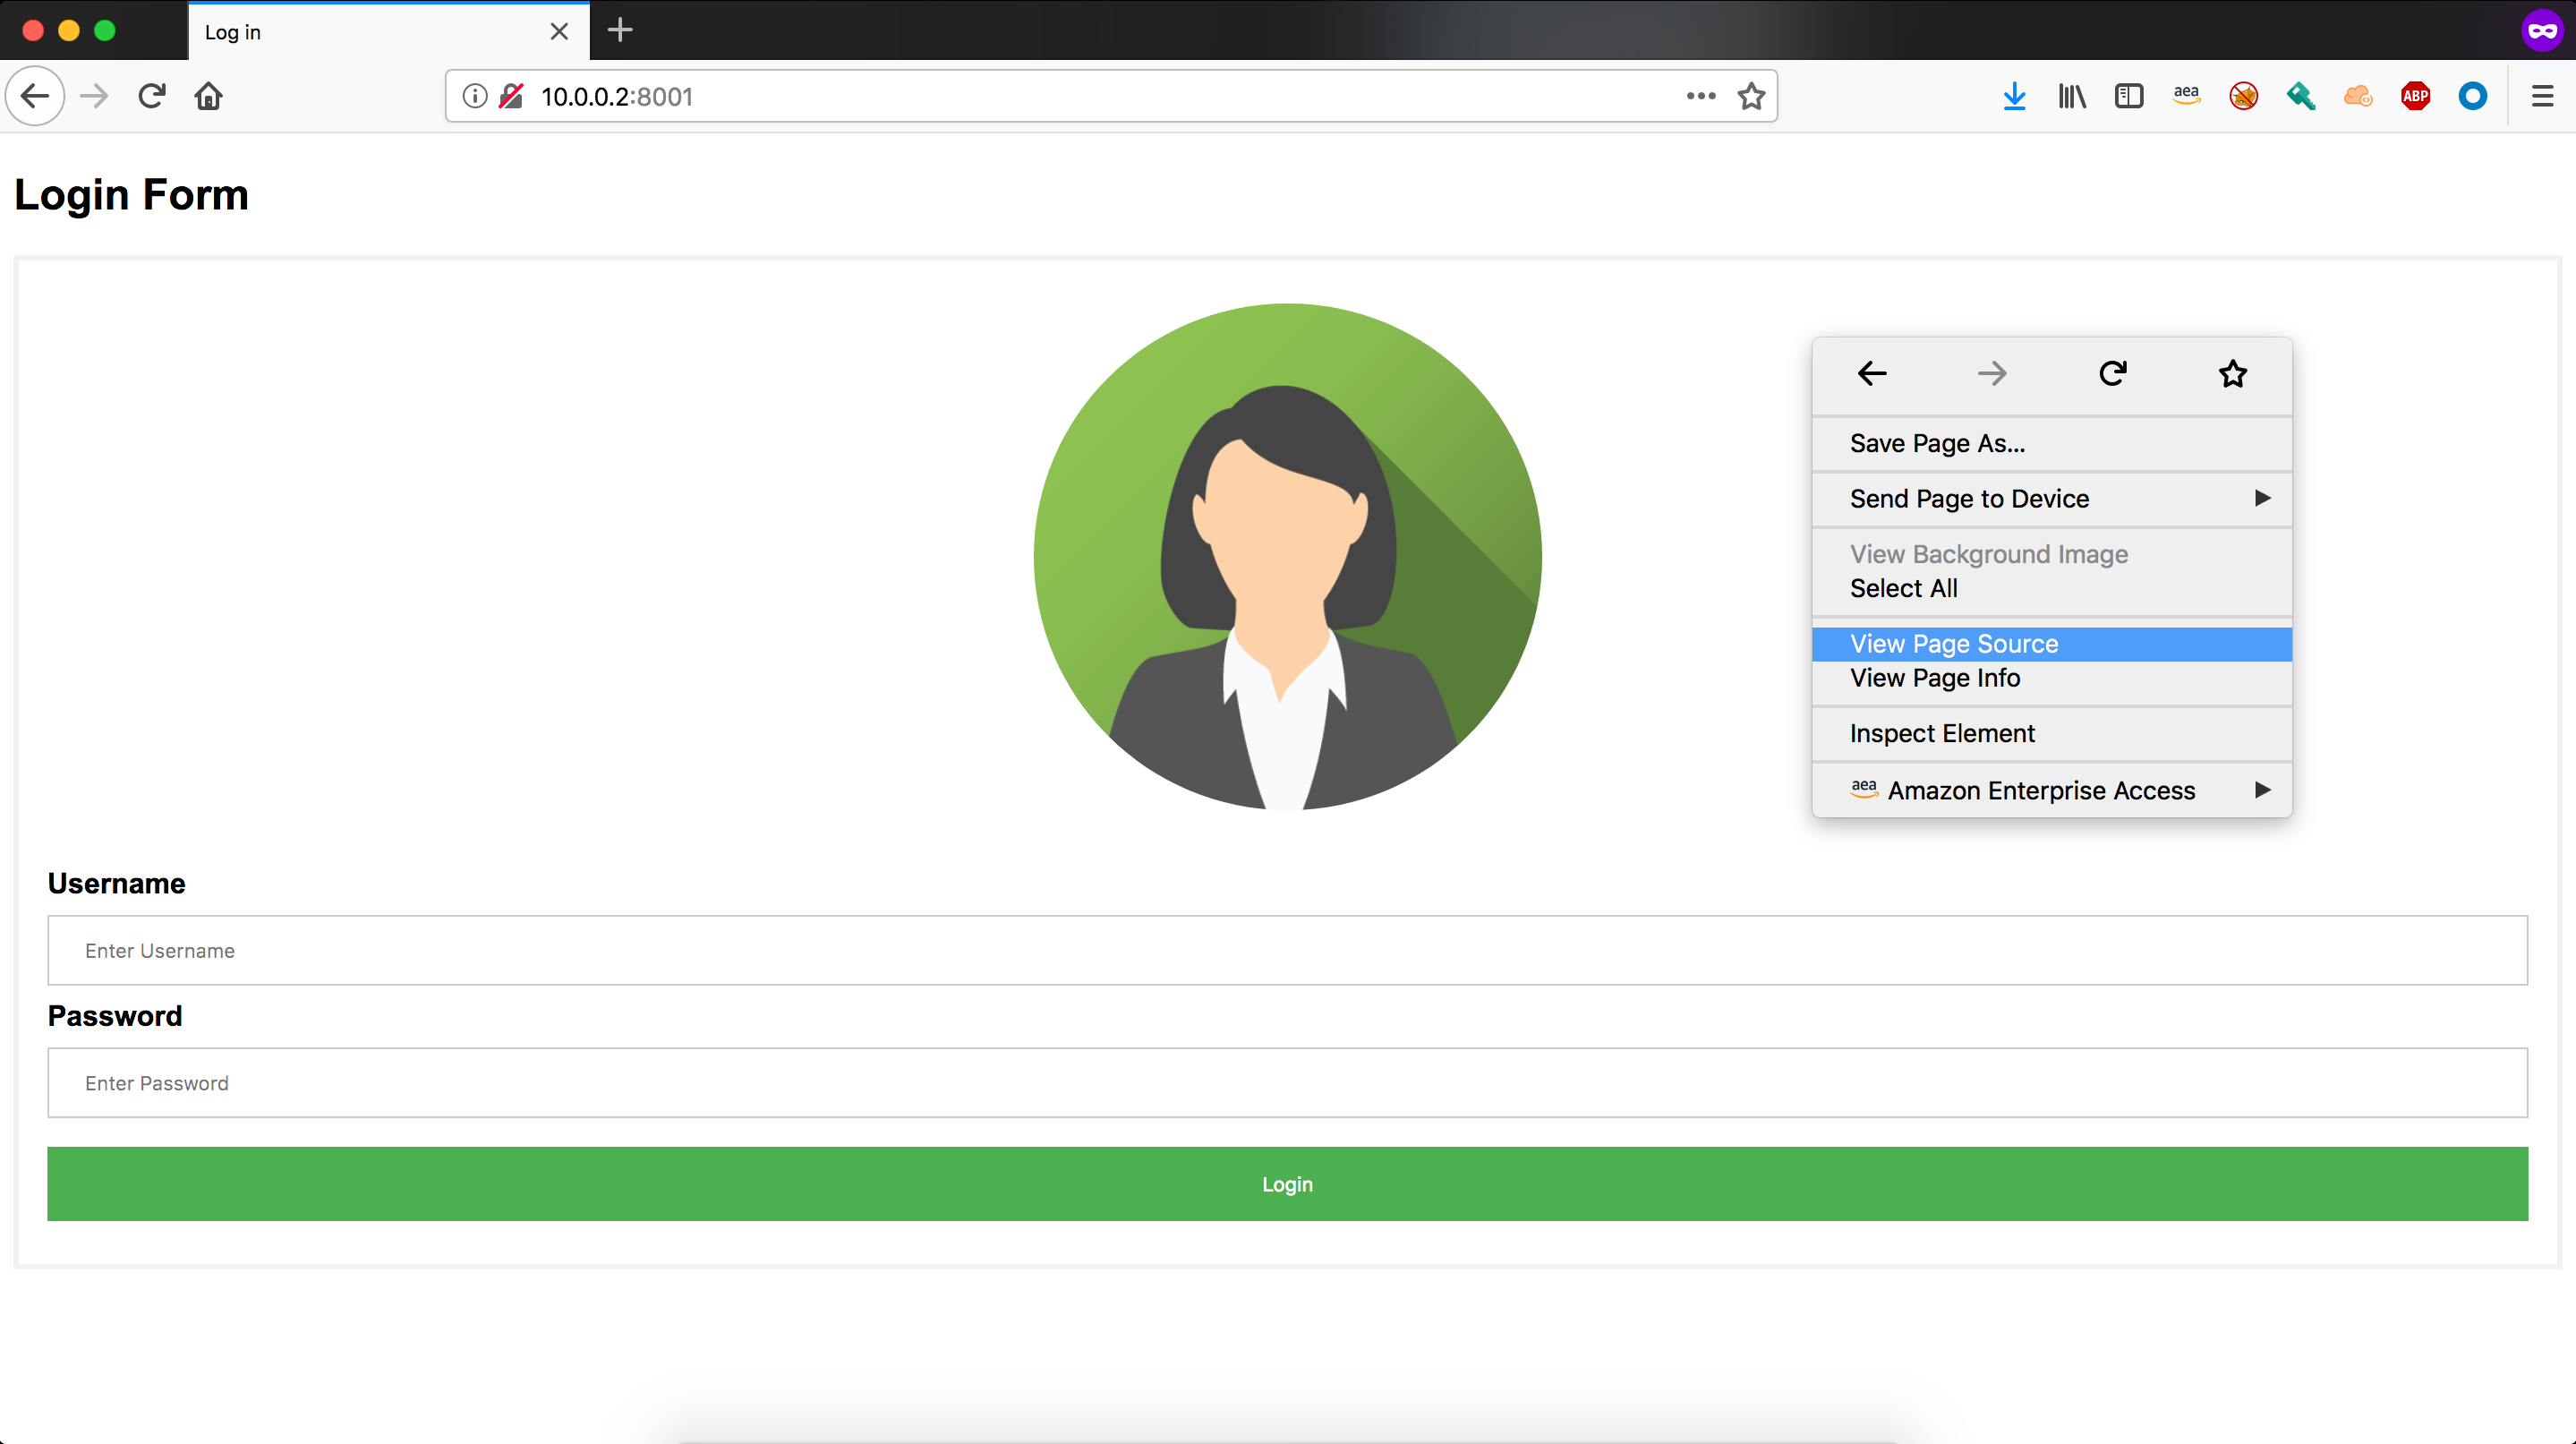 Log in
10.0.0.2:8001
aea
ABP
Login Form
Save Page As...
Send Page to Device
View Background Image
Select All
View Page Source
View Page Info
Inspect Element
aea Amazon Enterprise Access
Username
Enter Username
Password
Enter Password
Login